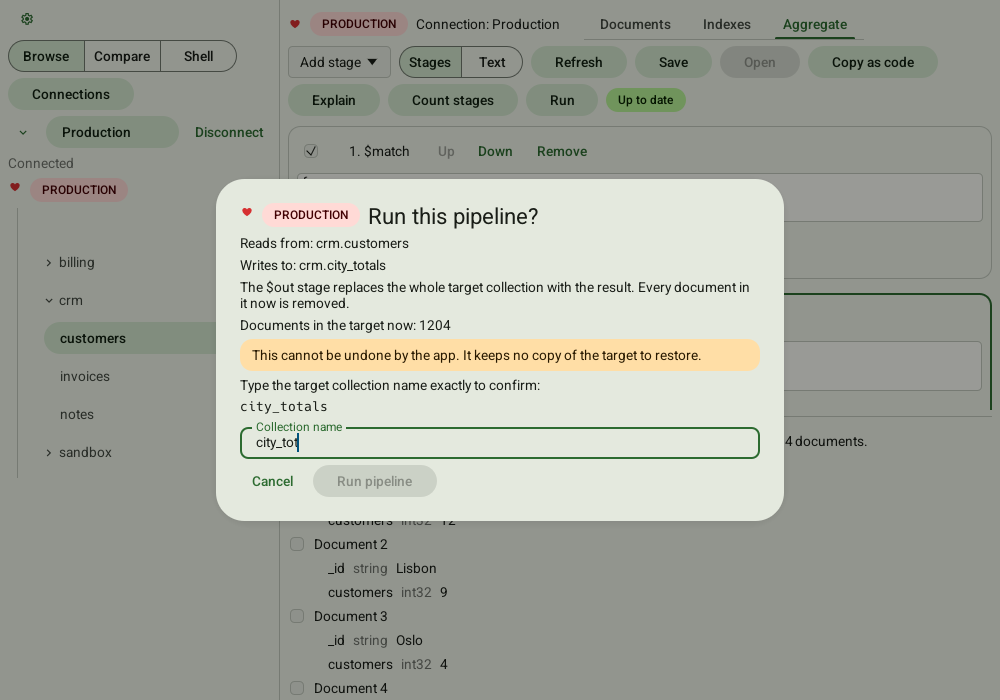 PRODUCTION Connection: Production Documents Indexes Aggregate
Browse Compare Shell
Add stage Stages Text Refresh Save Open Copy as code
Connections
Explain Count stages Run Up to date
Production Disconnect
Connected
1. $match Up Down Remove
PRODUCTION
PRODUCTION Run this pipeline?
Reads from: crm.customers
Writes to: crm.city_totals
The $out stage replaces the whole target collection with the result. Every document in
it now is removed.
Documents in the target now: 1204
This cannot be undone by the app. It keeps no copy of the target to restore.
Type the target collection name exactly to confirm:
city_totals
Collection name
city_tot
Cancel Run pipeline
billing
crm
customers
invoices
notes
sandbox
4 documents.
customers int32 12
Document 2
_id string Lisbon
customers int32 9
Document 3
_id string Oslo
customers int32 4
Document 4